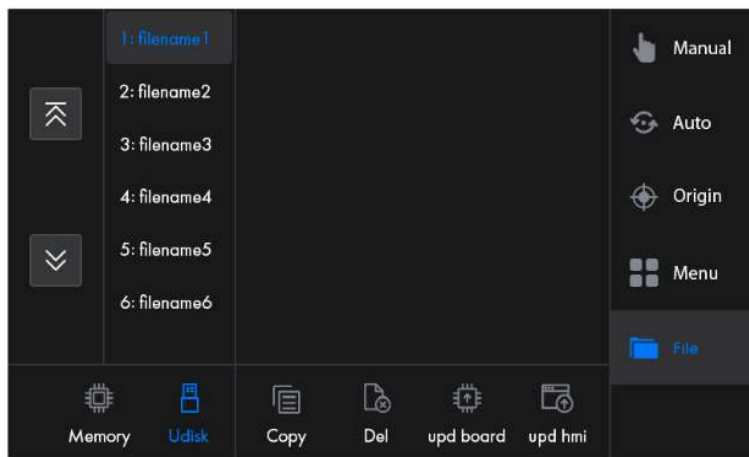 1: filename1
2: filename2
3: filename3
4: filename4
5: filename5
6: filename6
Manual
Auto
Origin
Menu
File
Memory
Udisk
Copy
Del
upd board
upd hmi